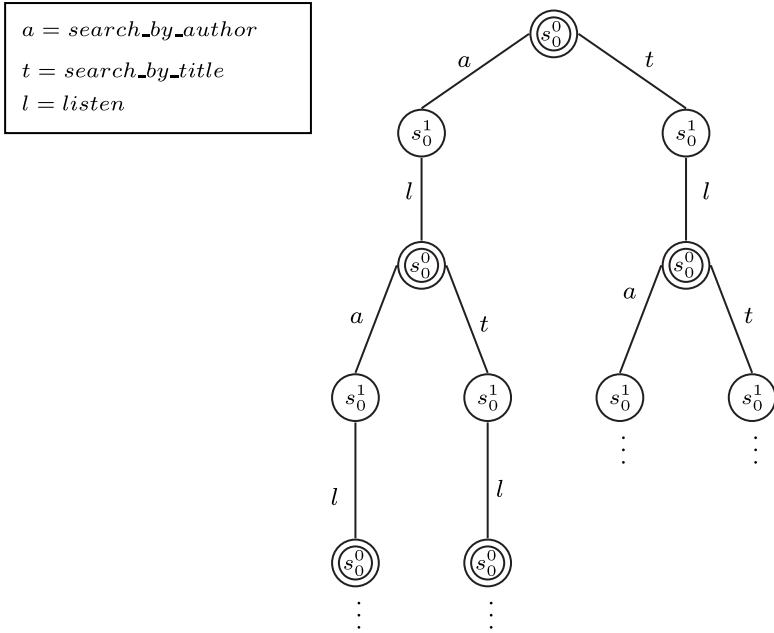 a = search_by_author
t = search_by_title
l = listen
s_0^0
a t
s_0^1 s_0^1
l l
s_0^0 s_0^0
a t a t
s_0^1 s_0^1 s_0^1 s_0^1
l l
s_0^0 s_0^0